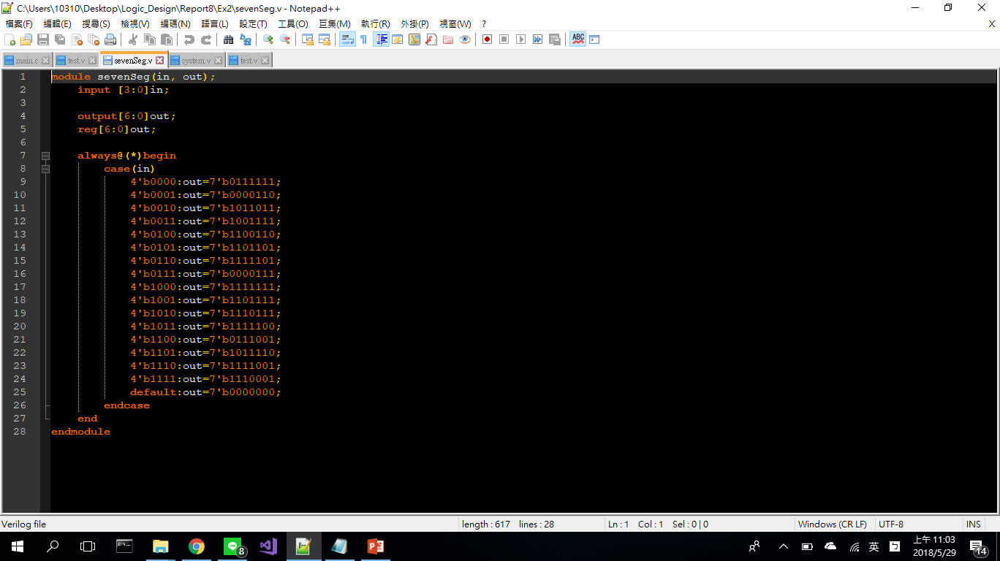 C:\Users\10310\Desktop\Logic_Design\Report8\Ex2\sevenSeg.v - Notepad++
檔案(F) 編輯(E) 搜尋(S) 檢視(V) 編碼(N) 語言(L) 設定(T) 工具(O) 巨集(M) 執行(R) 外掛(P) 視窗(W) ? X
main.c test.v sevenSeg.v system.v test.v
1 module sevenSeg(in, out);
2 input [3:0]in;
3
4 output[6:0]out;
5 reg[6:0]out;
6
7 always@(*)begin
8 case(in)
9 4'b0000:out=7'b0111111;
10 4'b0001:out=7'b0000110;
11 4'b0010:out=7'b1011011;
12 4'b0011:out=7'b1001111;
13 4'b0100:out=7'b1100110;
14 4'b0101:out=7'b1101101;
15 4'b0110:out=7'b1111101;
16 4'b0111:out=7'b0000111;
17 4'b1000:out=7'b1111111;
18 4'b1001:out=7'b1101111;
19 4'b1010:out=7'b1110111;
20 4'b1011:out=7'b1111100;
21 4'b1100:out=7'b0111001;
22 4'b1101:out=7'b1011110;
23 4'b1110:out=7'b1111001;
24 4'b1111:out=7'b1110001;
25 default:out=7'b0000000;
26 endcase
27 end
28 endmodule
Verilog file length : 617 lines : 28 Ln : 1 Col : 1 Sel : 0 | 0 Windows (CR LF) UTF-8 INS
8 英 上午 11:03 14
2018/5/29